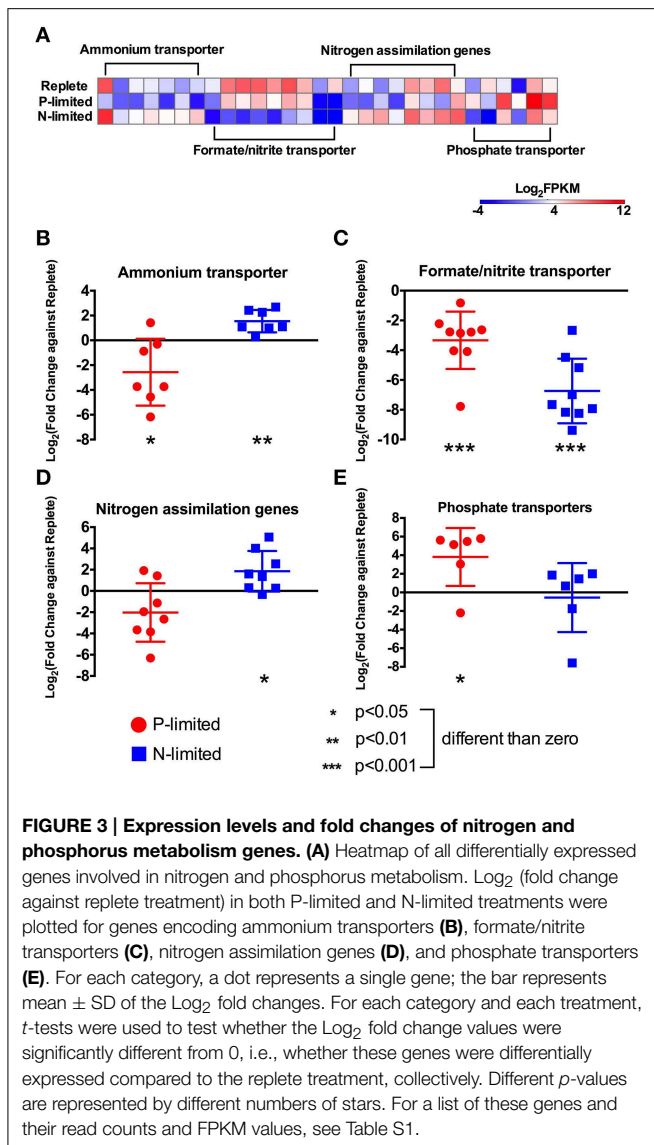 A
Ammonium transporter
Nitrogen assimilation genes
Replete
P-limited
N-limited
Formate/nitrite transporter
Phosphate transporter
Log2FPKM
-4 4 12
B
Ammonium transporter
Log2(Fold Change against Replete)
4
2
0
-2
-4
-6
-8
* **
C
Formate/nitrite transporter
Log2(Fold Change against Replete)
0
-2
-4
-6
-8
-10
*** ***
D
Nitrogen assimilation genes
Log2(Fold Change against Replete)
6
4
2
0
-2
-4
-6
-8
*
E
Phosphate transporters
Log2(Fold Change against Replete)
8
6
4
2
0
-2
-4
-6
-8
*
P-limited
N-limited
* p<0.05
** p<0.01
*** p<0.001
different than zero
FIGURE 3 | Expression levels and fold changes of nitrogen and
phosphorus metabolism genes. (A) Heatmap of all differentially expressed
genes involved in nitrogen and phosphorus metabolism. Log2 (fold change
against replete treatment) in both P-limited and N-limited treatments were
plotted for genes encoding ammonium transporters (B), formate/nitrite
transporters (C), nitrogen assimilation genes (D), and phosphate transporters
(E). For each category, a dot represents a single gene; the bar represents
mean ± SD of the Log2 fold changes. For each category and each treatment,
t-tests were used to test whether the Log2 fold change values were
significantly different from 0, i.e., whether these genes were differentially
expressed compared to the replete treatment, collectively. Different p-values
are represented by different numbers of stars. For a list of these genes and
their read counts and FPKM values, see Table S1.